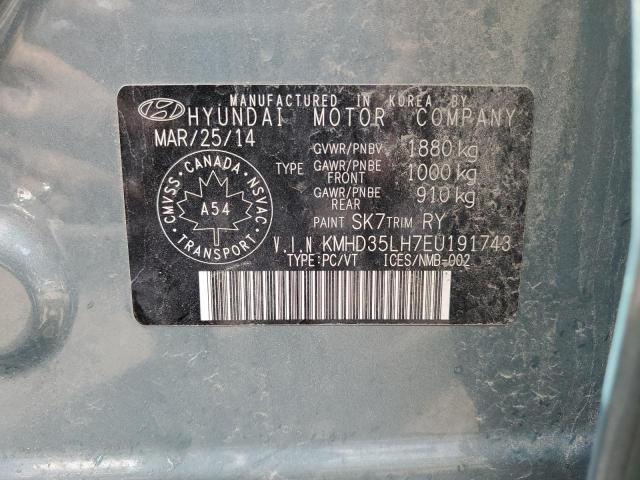 MANUFACTURED IN KOREA BY
HYUNDAI MOTOR COMPANY
MAR/25/14
GVWR/PNBV 1880 kg
TYPE GAWR/PNBE FRONT 1000 kg
GAWR/PNBE REAR 910 kg
PAINT SK7 TRIM RY
V.I.N KMHD35LH7EU191743
TYPE:PC/VT ICES/NMB-002
CANADA
CMVSS
NSVAC
A54
TRANSPORT